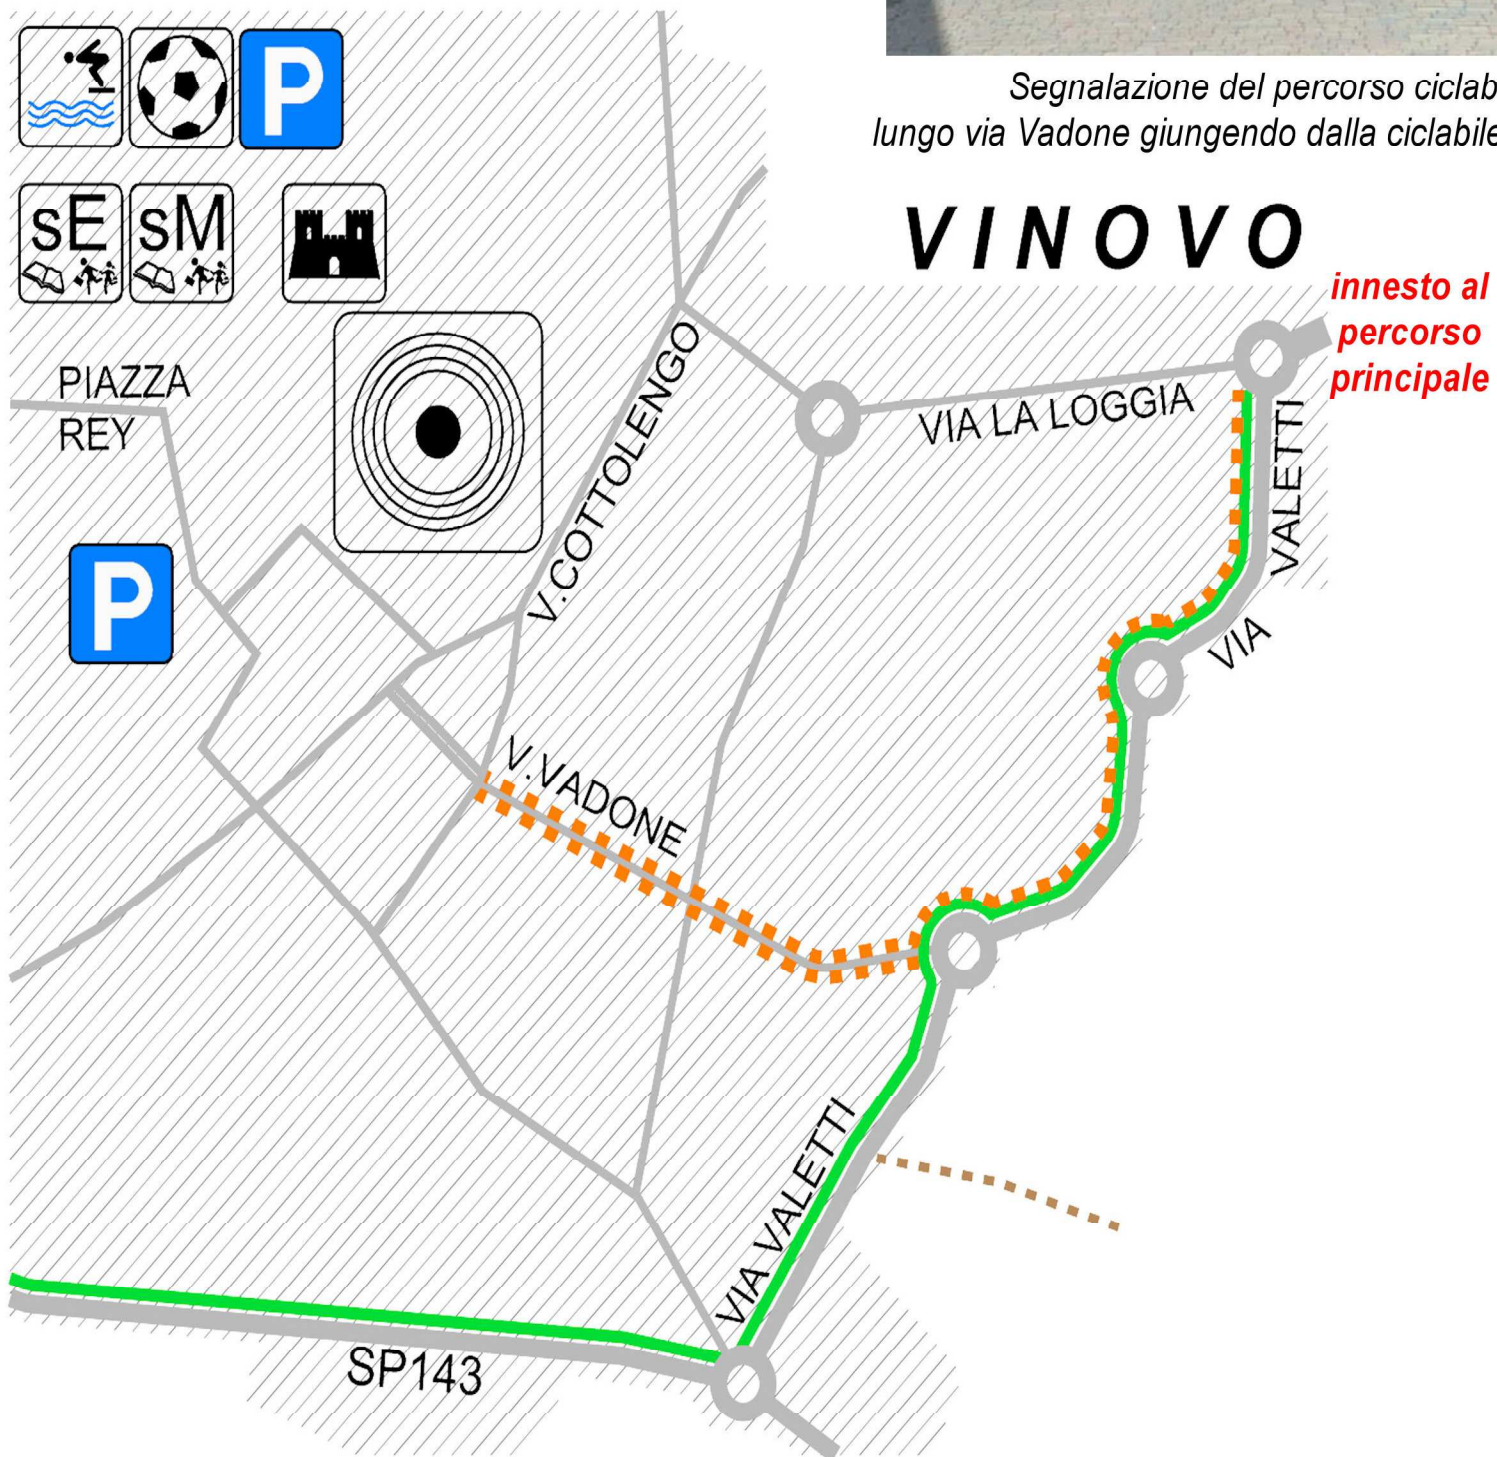 Segnalazione del percorso ciclab
lungo via Vadone giungendo dalla ciclabile
P
sE
sM
VINOVO
innesto al
percorso
principale
PIAZZA
REY
V.COTTOLENGO
VIA LA LOGGIA
VALETTI
VIA
P
V.VADONE
VIA VALETTI
SP143